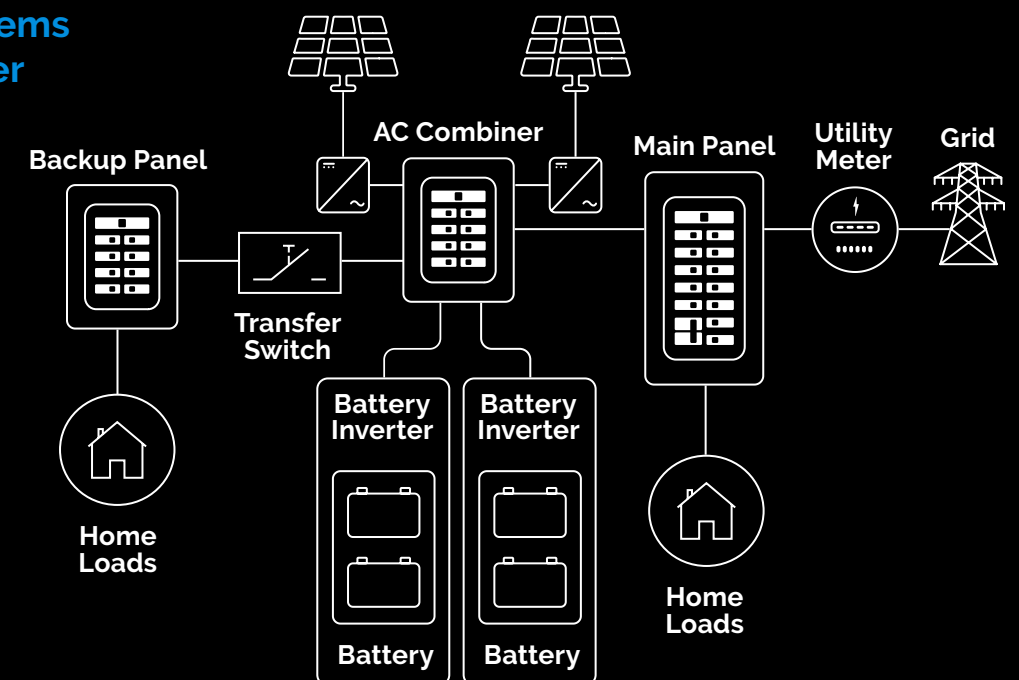 AC Combiner
Backup Panel
Main Panel
Utility
Meter
Grid
Transfer
Switch
Battery
Inverter
Battery
Inverter
Home
Loads
Home
Loads
Battery
Battery